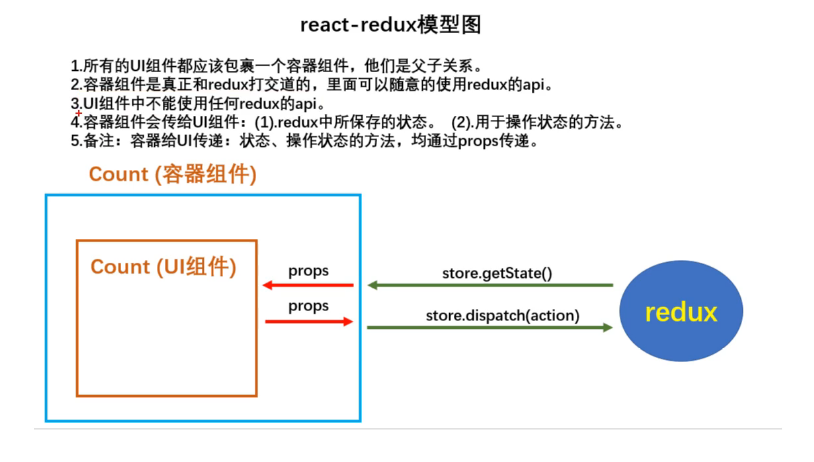 react-redux模型图
1.所有的UI组件都应该包裹一个容器组件，他们是父子关系。
2.容器组件是真正和redux打交道的，里面可以随意的使用redux的api。
3.UI组件中不能使用任何redux的api。
4.容器组件会传给UI组件：(1).redux中所保存的状态。 (2).用于操作状态的方法。
5.备注：容器给UI传递：状态、操作状态的方法，均通过props传递。
Count (容器组件)
Count (UI组件)
props
props
store.getState()
store.dispatch(action)
redux